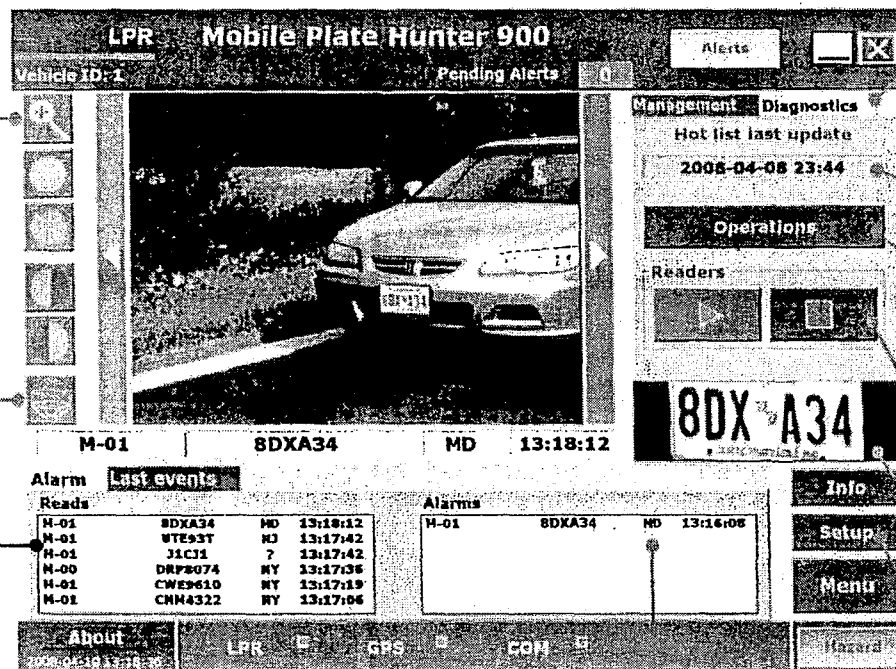 LPR Mobile Plate Hunter 900 Alerts
Vehicle ID: 1 Pending Alerts 0
Management Diagnostics
Hot list last update
2008-04-08 23:44
Operations
Readers
8DX A34
8DX A34
M-01 8DXA34 MD 13:18:12
Alarm Last events
Reads Alarms
M-01 8DXA34 MD 13:18:12
M-01 WTE93T NJ 13:17:42
M-01 J1CJ1 ? 13:17:42
M-00 DRP8074 NY 13:17:36
M-01 CWE9610 NY 13:17:19
M-01 CNM4322 NY 13:17:06
M-01 8DXA34 MD 13:16:08
Info
Setup
Menu
About
LPR GPS COM